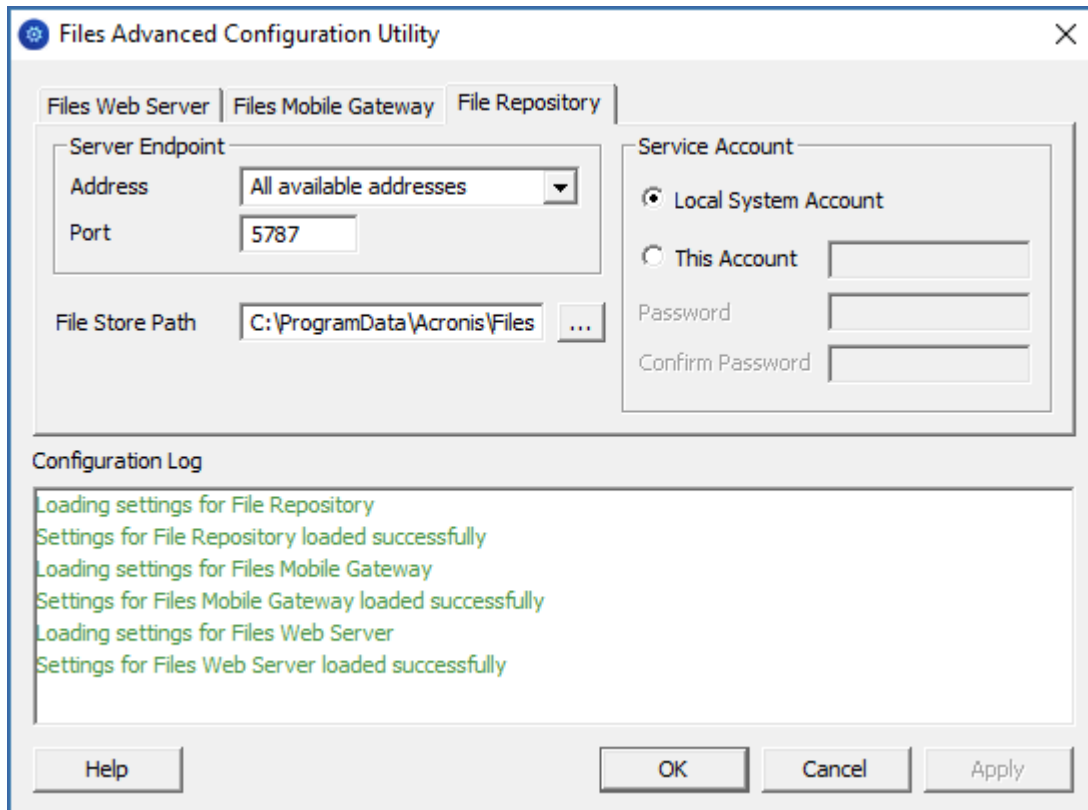 Files Advanced Configuration Utility
Files Web Server
Files Mobile Gateway
File Repository
Server Endpoint
Address
All available addresses
Port
5787
File Store Path
C:\ProgramData\Acronis\Files
...
Service Account
Local System Account
This Account
Password
Confirm Password
Configuration Log
Loading settings for File Repository
Settings for File Repository loaded successfully
Loading settings for Files Mobile Gateway
Settings for Files Mobile Gateway loaded successfully
Loading settings for Files Web Server
Settings for Files Web Server loaded successfully
Help
OK
Cancel
Apply